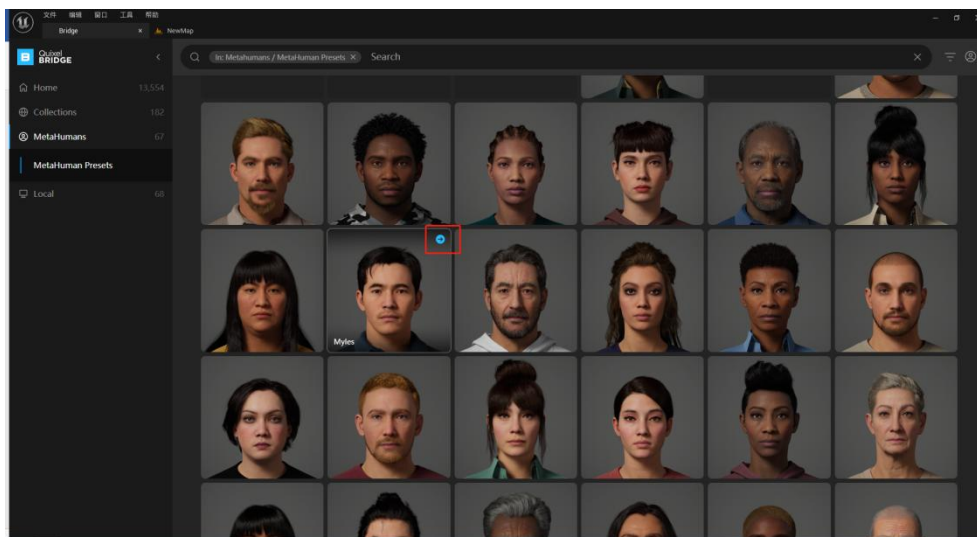 文件 编辑 窗口 工具 帮助
Bridge × NewMap
B Quixel BRIDGE
In: Metahumans / MetaHuman Presets × Search
Home 13,554
Collections 182
MetaHumans 67
MetaHuman Presets
Local 68
Myles